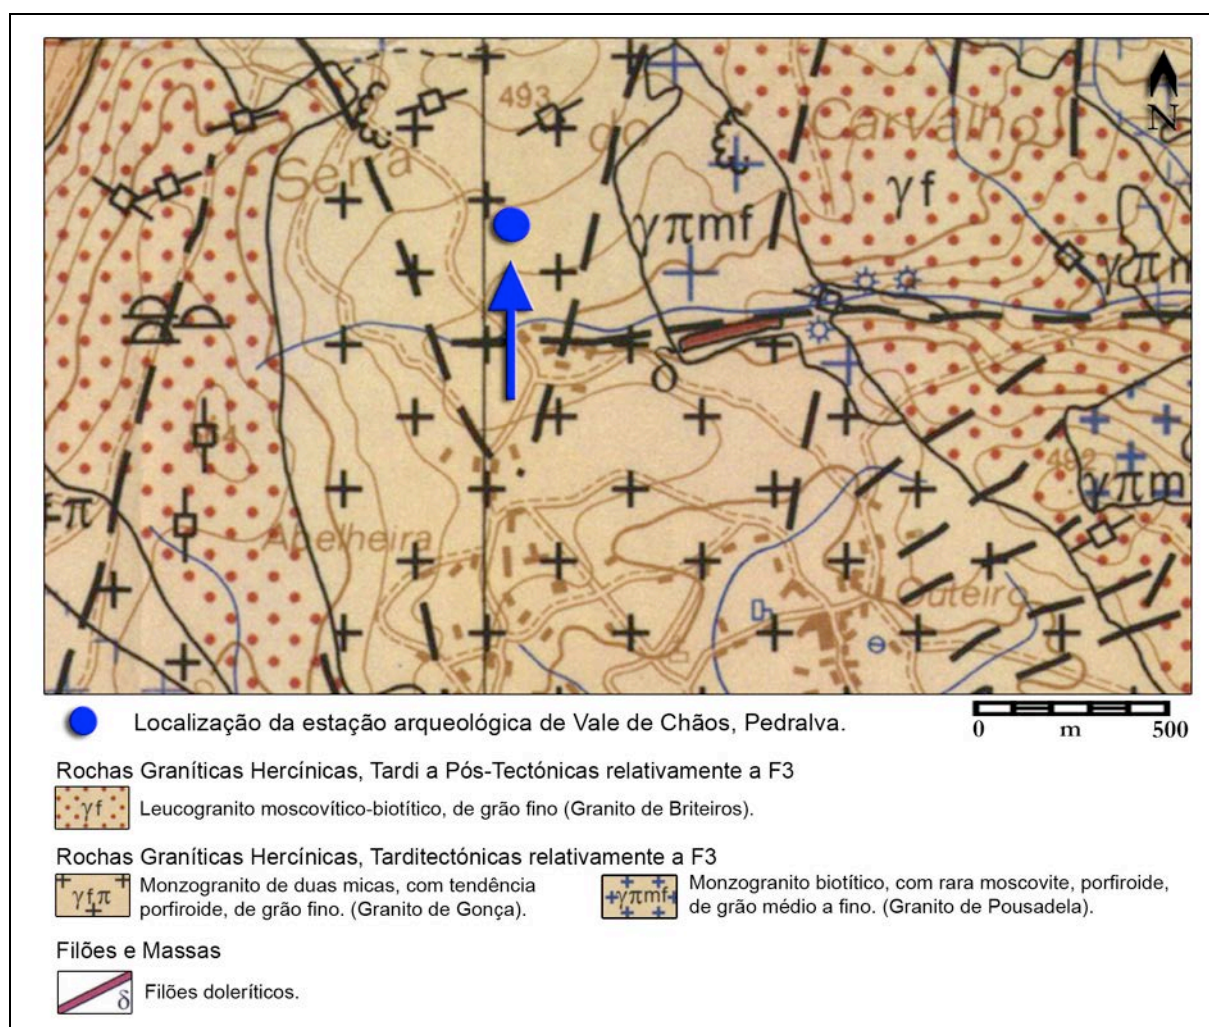 493
do
Carvalho
N
Serra
γf
γπmf
γπm
δ
492
γπm
Abelheira
Outeiro
Localização da estação arqueológica de Vale de Chãos, Pedralva.
0 m 500
Rochas Graníticas Hercínicas, Tardi a Pós-Tectónicas relativamente a F3
γf Leucogranito moscovítico-biotítico, de grão fino (Granito de Briteiros).
Rochas Graníticas Hercínicas, Tarditectónicas relativamente a F3
γf π Monzogranito de duas micas, com tendência
porfiroide, de grão fino. (Granito de Gonça).
γπmf Monzogranito biotítico, com rara moscovite, porfiroide,
de grão médio a fino. (Granito de Pousadela).
Filões e Massas
δ Filões doleríticos.